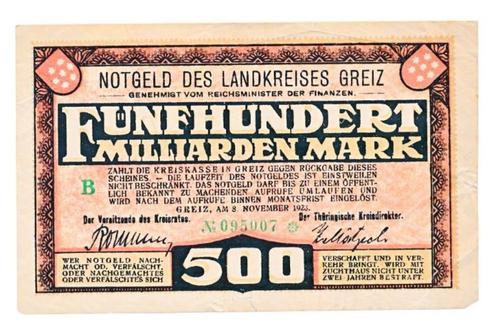 NOTGELD DES LANDKREISES GREIZ
GENEHMIGT VOM REICHSMINISTER DER FINANZEN.
FÜNFHUNDERT
MILLIARDEN MARK
ZAHLT DIE KREISKASSE IN GREIZ GEGEN RÜCKGABE DIESES
SCHEINES. – DIE LAUFZEIT DES NOTGELDES IST EINSTWEILEN
NICHT BESCHRÄNKT. DAS NOTGELD DARF BIS ZU EINEM ÖFFENT-
LICH BEKANNT ZU MACHENDEN AUFRUFE UMLAUFEN UND
WIRD NACH DEM AUFRUFE BINNEN MONATSFRIST EINGELÖST.
B
GREIZ, AM 8. NOVEMBER 1923.
Der Vorsitzende des Kreisrates.
Der Thüringische Kreisdirektor.
№ 095007
WER NOTGELD NACH-
MACHT OD. VERFÄLSCHT,
ODER NACHGEMACHTES
ODER VERFÄLSCHTES SICH
500
VERSCHAFFT UND IN VER-
KEHR BRINGT, WIRD MIT
ZUCHTHAUS NICHT UNTER
ZWEI JAHREN BESTRAFT.